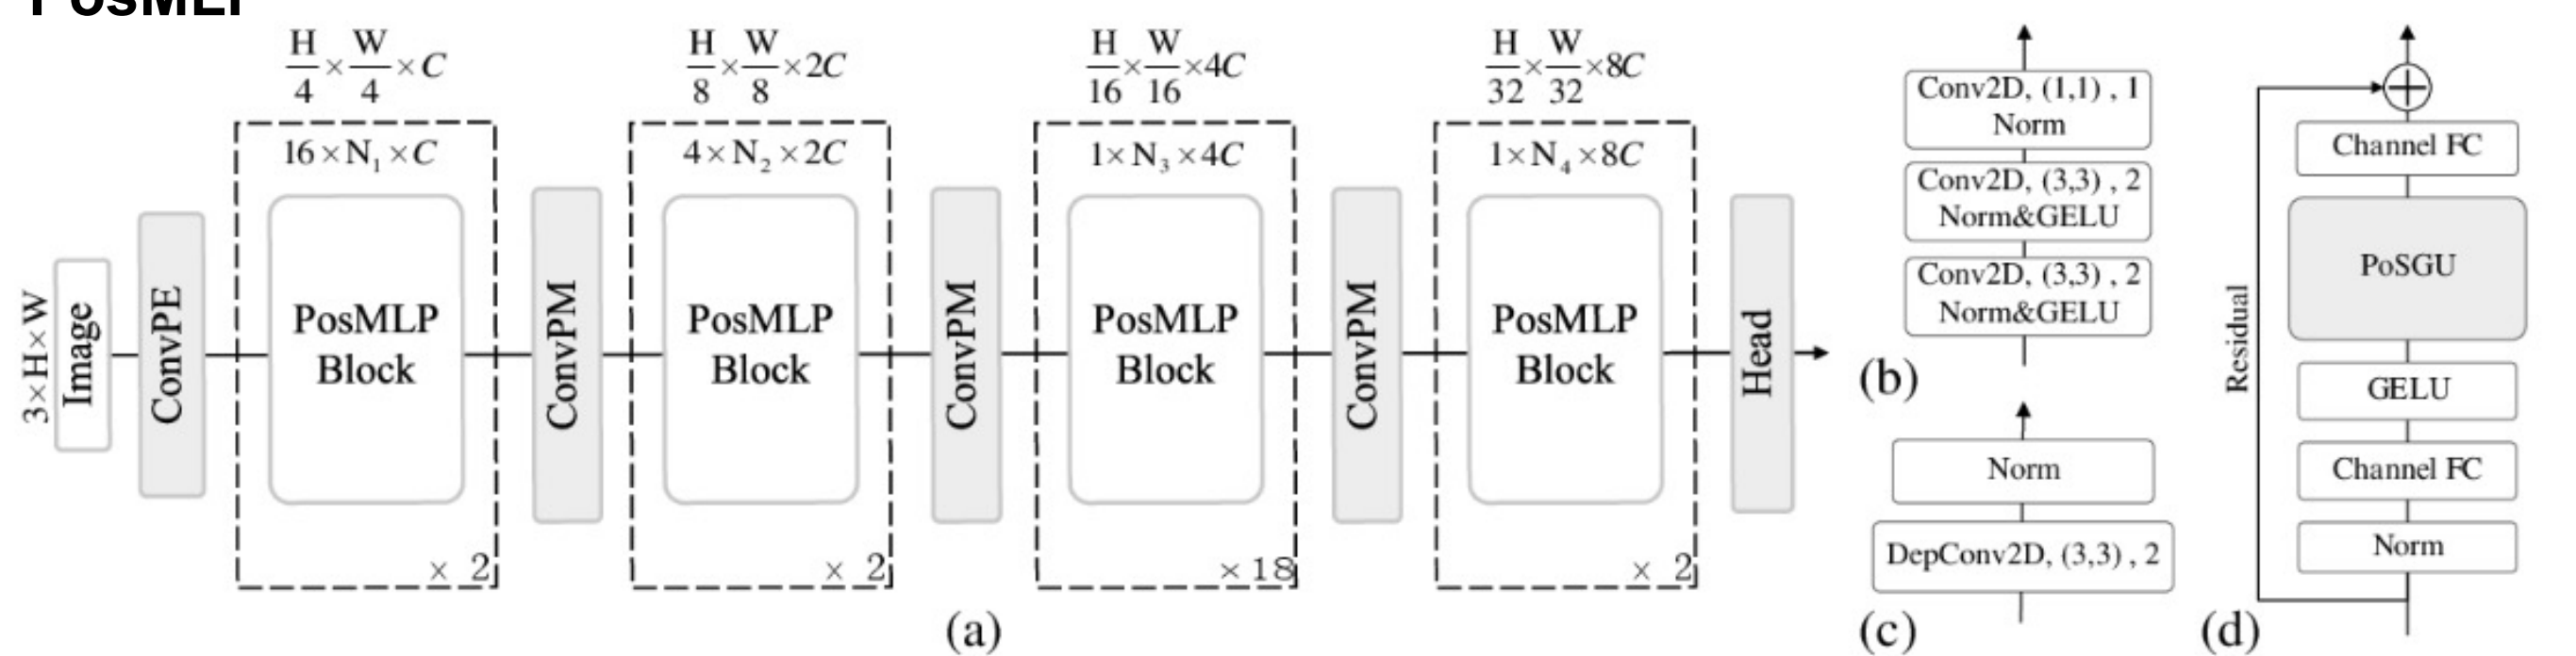 PosMLP
H/4 × W/4 × C
H/8 × W/8 × 2C
H/16 × W/16 × 4C
H/32 × W/32 × 8C
16×N₁×C
4×N₂×2C
1×N₃×4C
1×N₄×8C
3×H×W
Image
ConvPE
PosMLP
Block
× 2
ConvPM
PosMLP
Block
× 2
ConvPM
PosMLP
Block
×18
ConvPM
PosMLP
Block
× 2
Head
(a)
Conv2D, (1,1) , 1
Norm
Conv2D, (3,3) , 2
Norm&GELU
Conv2D, (3,3) , 2
Norm&GELU
(b)
Norm
DepConv2D, (3,3) , 2
(c)
Channel FC
PoSGU
GELU
Channel FC
Norm
Residual
(d)